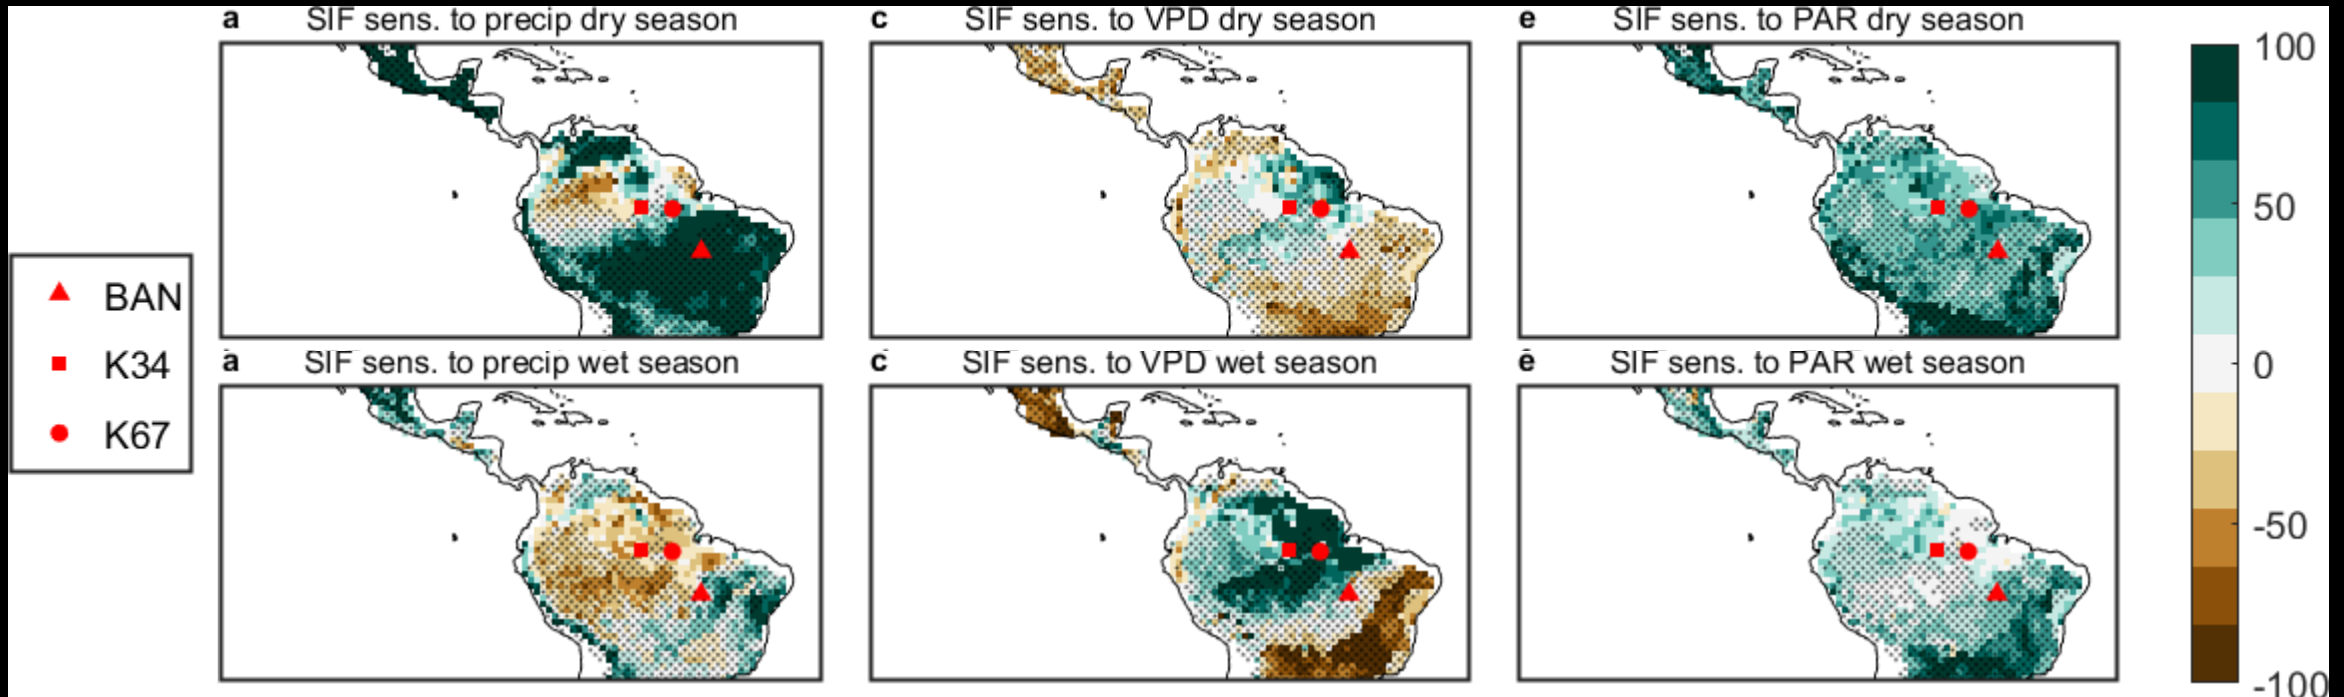 a SIF sens. to precip dry season
c SIF sens. to VPD dry season
e SIF sens. to PAR dry season
BAN
K34
K67
a SIF sens. to precip wet season
c SIF sens. to VPD wet season
e SIF sens. to PAR wet season
100
50
0
-50
-100